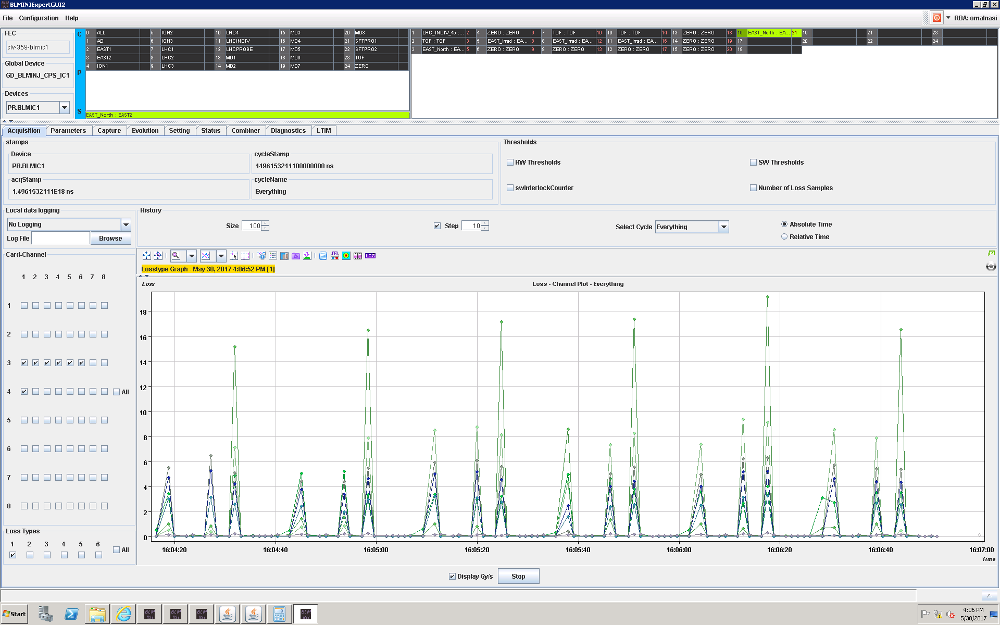 BLMINJExpertGUI2
File Configuration Help
RBA: omalnasi
FEC
cfv-359-blmic1
Global Device
GD_BLMINJ_CPS_IC1
Devices
PR.BLMIC1
C
P
S
0 ALL 5 ION2 10 LHC4 15 MD3 20 MD8
1 AD 6 ION3 11 LHCINDIV 16 MD4 21 SFTPRO1
2 EAST1 7 LHC1 12 LHCPROBE 17 MD5 22 SFTPRO2
3 EAST2 8 LHC2 13 MD1 18 MD6 23 TOF
4 ION1 9 LHC3 14 MD2 19 MD7 24 ZERO
EAST_North : EAST2
1 LHC_INDIV_4b :... 2 4 ZERO : ZERO 6 7 TOF : TOF 10 10 TOF : TOF 14 13 ZERO : ZERO 18 16 EAST_North : EA... 21 19 21 23
2 TOF : TOF 3 5 EAST_Irrad : EA... 8 8 EAST_Irrad : EA... 12 11 EAST_Irrad : EA... 16 14 ZERO : ZERO 19 17 20 22 24
3 EAST_North : EA... 5 6 ZERO : ZERO 9 9 ZERO : ZERO 13 12 ZERO : ZERO 17 15 ZERO : ZERO 20 18
Acquisition Parameters Capture Evolution Setting Status Combiner Diagnostics LTIM
stamps
Device
PR.BLMIC1
cycleStamp
1496153211100000000 ns
acqStamp
1.4961532111E18 ns
cycleName
Everything
Thresholds
HW Thresholds
SW Thresholds
swInterlockCounter
Number of Loss Samples
Local data logging
No Logging
Log File
Browse
History
Size 100
Step 10
Select Cycle Everything
Absolute Time
Relative Time
Card-Channel
1 2 3 4 5 6 7 8
1
2
3
4 All
5
6
7
8
Loss Types
1 2 3 4 5 6
All
3D
LOG
Losstype Graph - May 30, 2017 4:06:52 PM [1]
Loss
Loss - Channel Plot - Everything
18
16
14
12
10
8
6
4
2
0
16:04:20 16:04:40 16:05:00 16:05:20 16:05:40 16:06:00 16:06:20 16:06:40 16:07:00
Time
Display Gy/s
Stop
Start
BLM INJ
BLM INJ
BLM INJ
BLM INJ
4:06 PM
5/30/2017